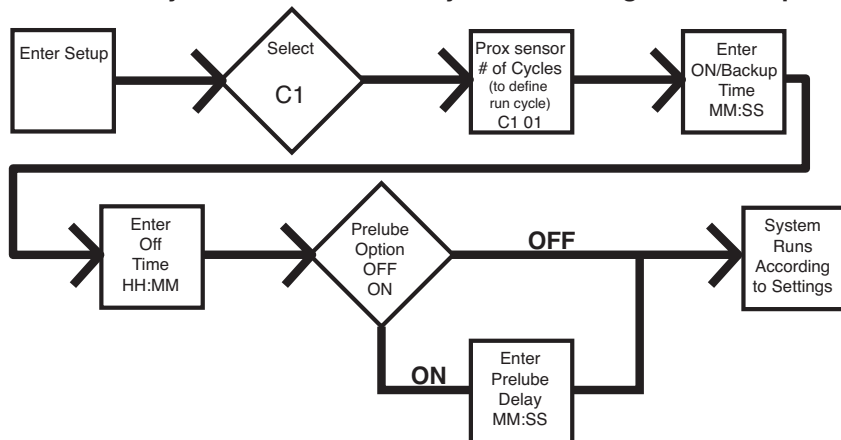 Enter Setup
Select
C1
Prox sensor
# of Cycles
(to define
run cycle)
C1 01
Enter
ON/Backup
Time
MM:SS
Enter
Off
Time
HH:MM
Prelube
Option
OFF
ON
OFF
System
Runs
According
to Settings
ON
Enter
Prelube
Delay
MM:SS